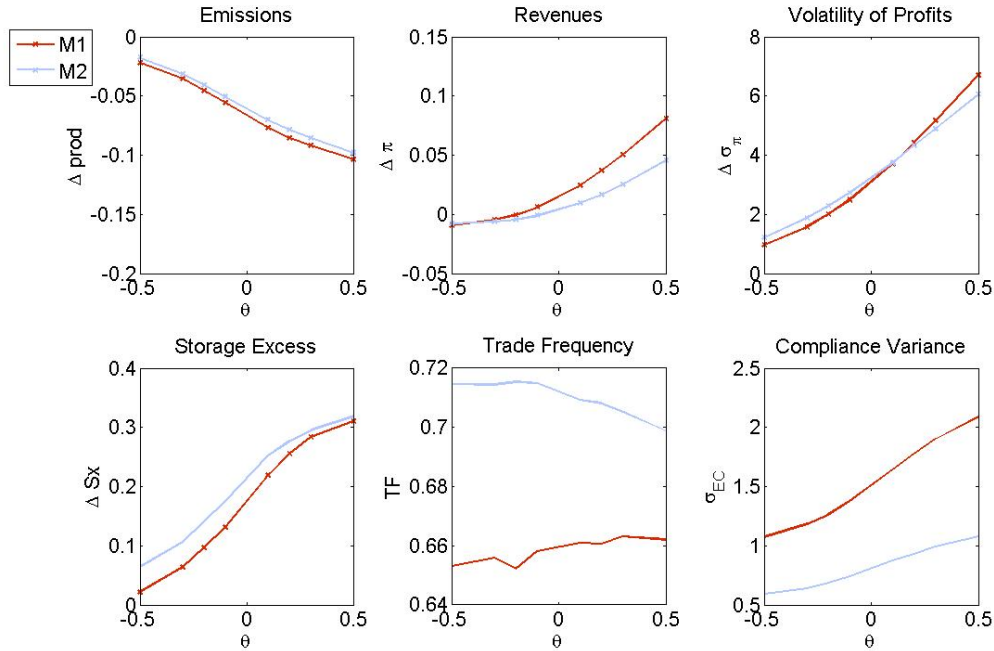 Emissions
Revenues
Volatility of Profits
M1
M2
Δ prod
0
-0.05
-0.1
-0.15
-0.2
-0.5
0
0.5
θ
Δ π
0.15
0.1
0.05
0
-0.05
-0.5
0
0.5
θ
Δ σπ
8
6
4
2
0
-0.5
0
0.5
θ
Storage Excess
Trade Frequency
Compliance Variance
Δ Sx
0.4
0.3
0.2
0.1
0
-0.5
0
0.5
θ
TF
0.72
0.7
0.68
0.66
0.64
-0.5
0
0.5
θ
σEC
2.5
2
1.5
1
0.5
-0.5
0
0.5
θ